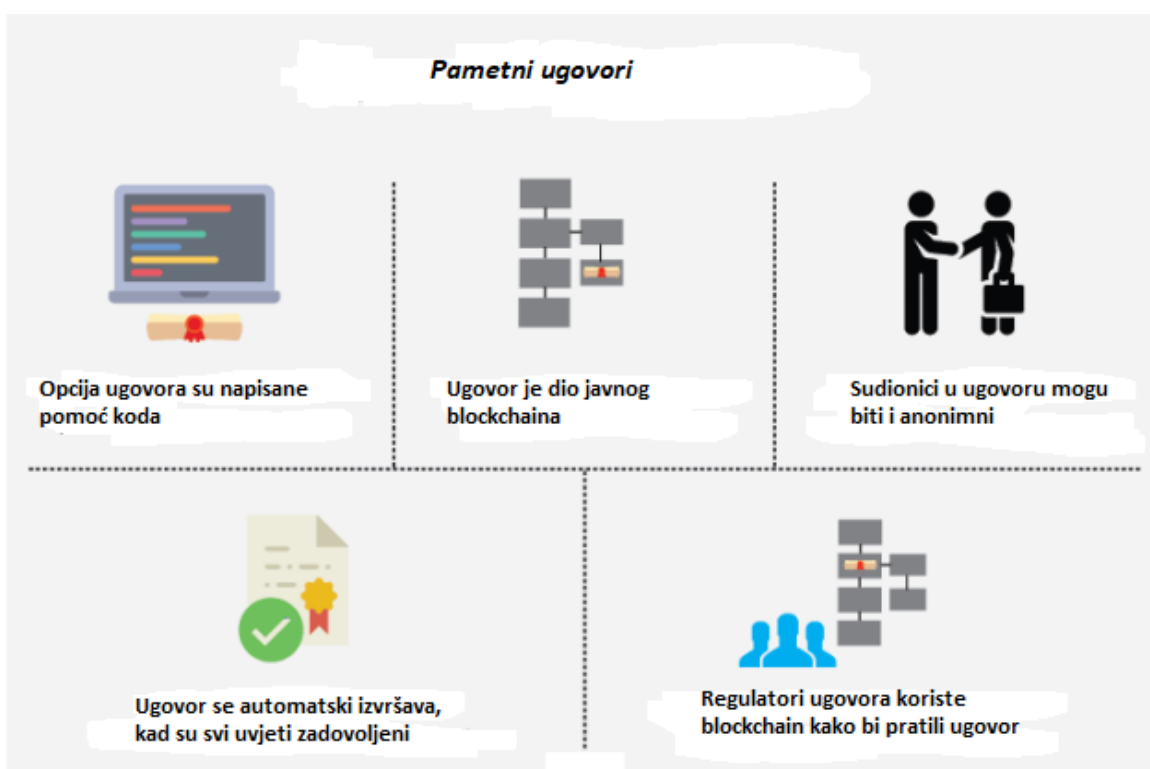 Pametni ugovori
Opcija ugovora su napisane
pomoć koda
Ugovor je dio javnog
blockchaina
Sudionici u ugovoru mogu
biti i anonimni
Ugovor se automatski izvršava,
kad su svi uvjeti zadovoljeni
Regulatori ugovora koriste
blockchain kako bi pratili ugovor